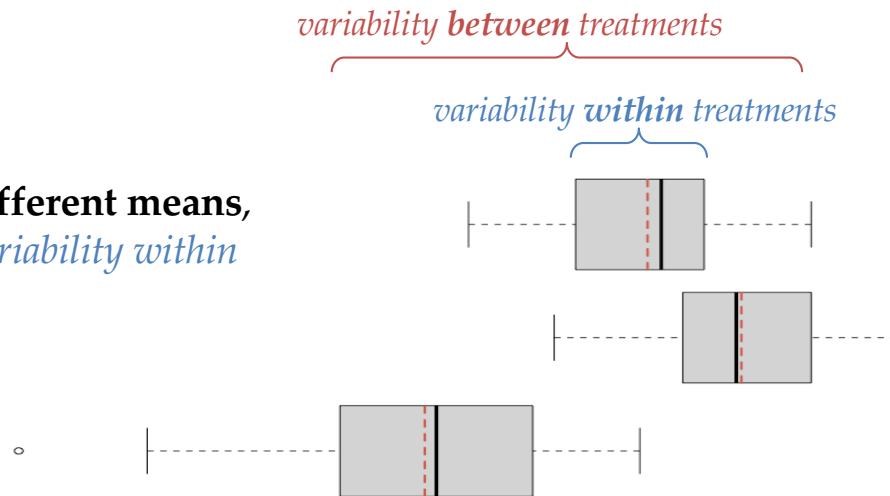 variability between treatments
variability within treatments
fferent means,
riability within